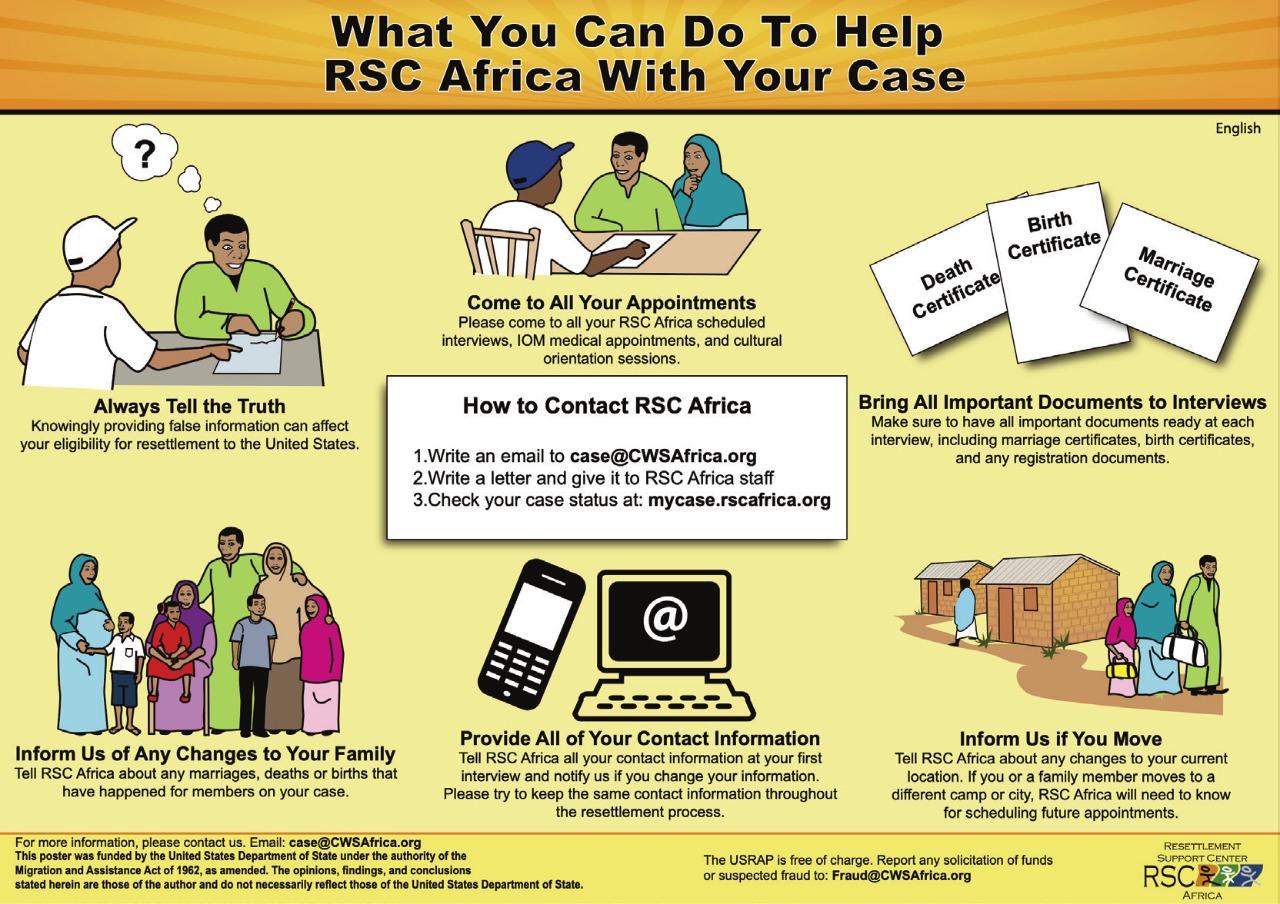 What You Can Do To Help
RSC Africa With Your Case
English
?
Always Tell the Truth
Knowingly providing false information can affect
your eligibility for resettlement to the United States.
Come to All Your Appointments
Please come to all your RSC Africa scheduled
interviews, IOM medical appointments, and cultural
orientation sessions.
Death
Certificate
Birth
Certificate
Marriage
Certificate
Bring All Important Documents to Interviews
Make sure to have all important documents ready at each
interview, including marriage certificates, birth certificates,
and any registration documents.
How to Contact RSC Africa
1.Write an email to case@CWSAfrica.org
2.Write a letter and give it to RSC Africa staff
3.Check your case status at: mycase.rscafrica.org
Inform Us of Any Changes to Your Family
Tell RSC Africa about any marriages, deaths or births that
have happened for members on your case.
@
Provide All of Your Contact Information
Tell RSC Africa all your contact information at your first
interview and notify us if you change your information.
Please try to keep the same contact information throughout
the resettlement process.
Inform Us if You Move
Tell RSC Africa about any changes to your current
location. If you or a family member moves to a
different camp or city, RSC Africa will need to know
for scheduling future appointments.
For more information, please contact us. Email: case@CWSAfrica.org
This poster was funded by the United States Department of State under the authority of the
Migration and Assistance Act of 1962, as amended. The opinions, findings, and conclusions
stated herein are those of the author and do not necessarily reflect those of the United States Department of State.
The USRAP is free of charge. Report any solicitation of funds
or suspected fraud to: Fraud@CWSAfrica.org
RESETTLEMENT
SUPPORT CENTER
RSC
AFRICA